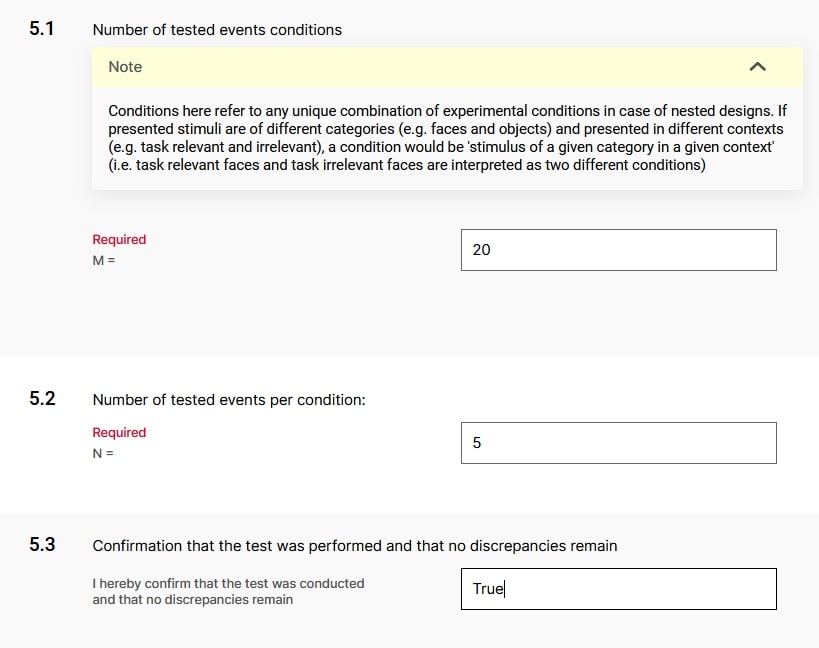 5.1 Number of tested events conditions
Note
Conditions here refer to any unique combination of experimental conditions in case of nested designs. If
presented stimuli are of different categories (e.g. faces and objects) and presented in different contexts
(e.g. task relevant and irrelevant), a condition would be 'stimulus of a given category in a given context'
(i.e. task relevant faces and task irrelevant faces are interpreted as two different conditions)
Required
M =
20
5.2 Number of tested events per condition:
Required
N =
5
5.3 Confirmation that the test was performed and that no discrepancies remain
I hereby confirm that the test was conducted
and that no discrepancies remain
True